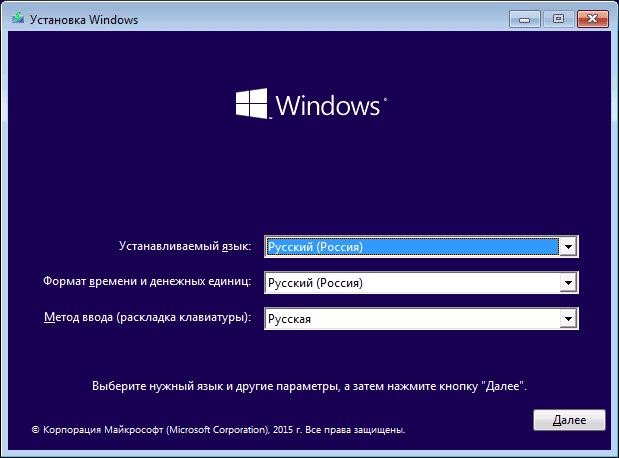 Установка Windows
Windows
Устанавливаемый язык: Русский (Россия)
Формат времени и денежных единиц: Русский (Россия)
Метод ввода (раскладка клавиатуры): Русская
Выберите нужный язык и другие параметры, а затем нажмите кнопку "Далее".
Далее
© Корпорация Майкрософт (Microsoft Corporation), 2015 г. Все права защищены.